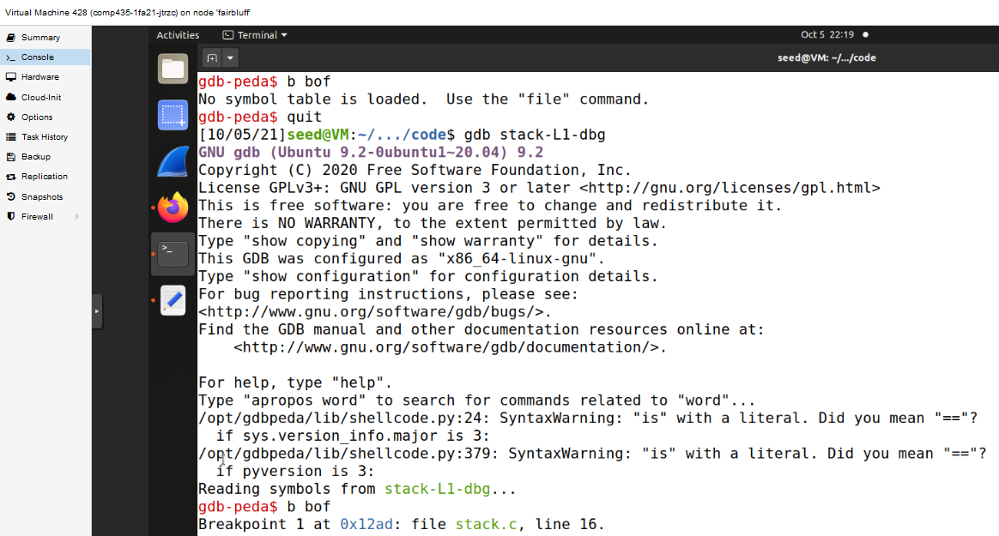 Virtual Machine 428 (comp435-1fa21-jtrzc) on node 'fairbluff'
Summary
Console
Hardware
Cloud-Init
Options
Task History
Backup
Replication
Snapshots
Firewall
Activities
Terminal
Oct 5 22:19
seed@VM: ~/.../code
gdb-peda$ b bof
No symbol table is loaded.  Use the "file" command.
gdb-peda$ quit
[10/05/21]seed@VM:~/.../code$ gdb stack-L1-dbg
GNU gdb (Ubuntu 9.2-0ubuntu1~20.04) 9.2
Copyright (C) 2020 Free Software Foundation, Inc.
License GPLv3+: GNU GPL version 3 or later <http://gnu.org/licenses/gpl.html>
This is free software: you are free to change and redistribute it.
There is NO WARRANTY, to the extent permitted by law.
Type "show copying" and "show warranty" for details.
This GDB was configured as "x86_64-linux-gnu".
Type "show configuration" for configuration details.
For bug reporting instructions, please see:
<http://www.gnu.org/software/gdb/bugs/>.
Find the GDB manual and other documentation resources online at:
    <http://www.gnu.org/software/gdb/documentation/>.
For help, type "help".
Type "apropos word" to search for commands related to "word"...
/opt/gdbpeda/lib/shellcode.py:24: SyntaxWarning: "is" with a literal. Did you mean "=="?
  if sys.version_info.major is 3:
/opt/gdbpeda/lib/shellcode.py:379: SyntaxWarning: "is" with a literal. Did you mean "=="?
  if pyversion is 3:
Reading symbols from stack-L1-dbg...
gdb-peda$ b bof
Breakpoint 1 at 0x12ad: file stack.c, line 16.